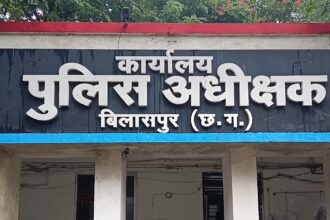 कार्यालय
पुलिस अधीक्षक
बिलासपुर (छ.ग.)